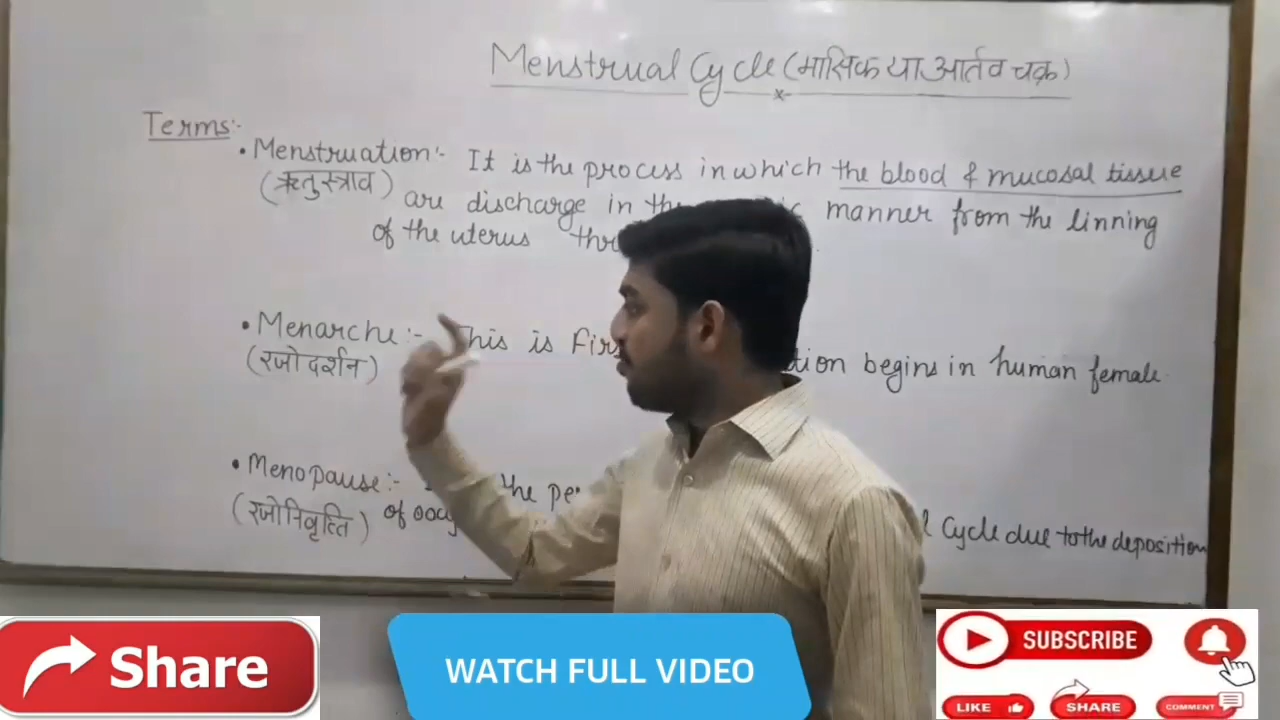 Menstrual Cycle (मासिक या आर्तव चक्र)
Terms:-
• Menstruation:- It is the process in which the blood & mucosal tissue
(ऋतुस्त्राव) are discharge in the manner from the linning
of the uterus
• Menarche:- This is begins in human female.
(रजोदर्शन)
• Menopause:- the
(रजोनिवृत्ति) of Cycle due to the deposition
Share
WATCH FULL VIDEO
SUBSCRIBE
LIKE SHARE COMMENT